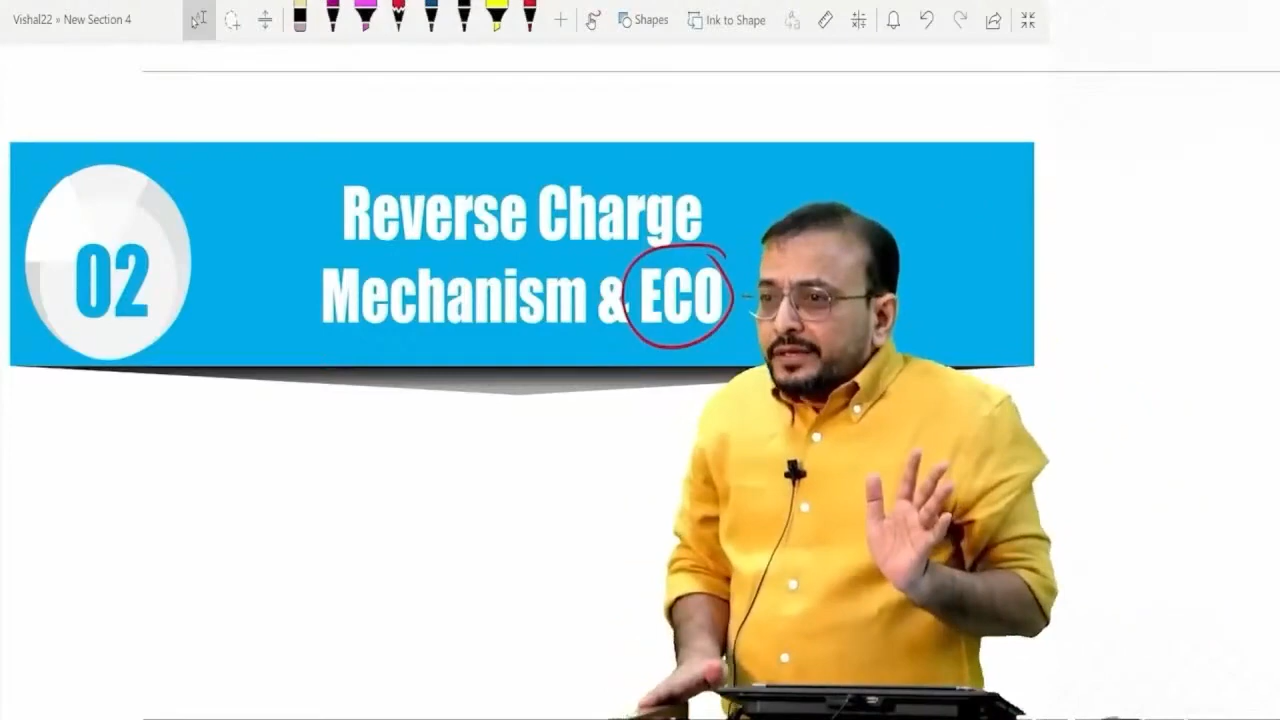 Vishal22 » New Section 4
Shapes
Ink to Shape
02
Reverse Charge
Mechanism & ECO